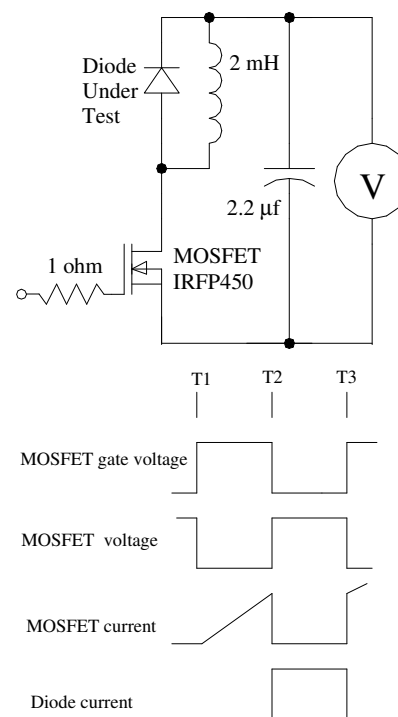 Diode
Under
Test
2 mH
V
2.2 μf
MOSFET
IRFP450
1 ohm
T1 T2 T3
MOSFET gate voltage
MOSFET voltage
MOSFET current
Diode current